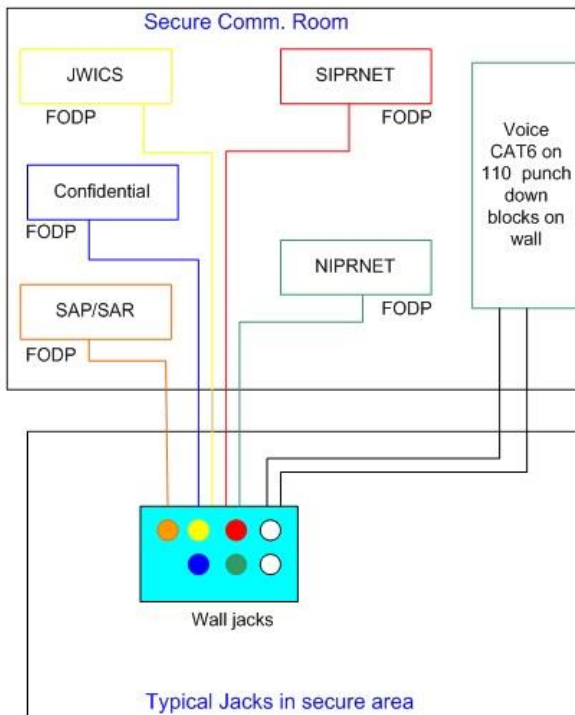 Secure Comm. Room
JWICS
FODP
SIPRNET
FODP
Voice
CAT6 on
110 punch
down
blocks on
wall
Confidential
FODP
NIPRNET
FODP
SAP/SAR
FODP
Wall jacks
Typical Jacks in secure area